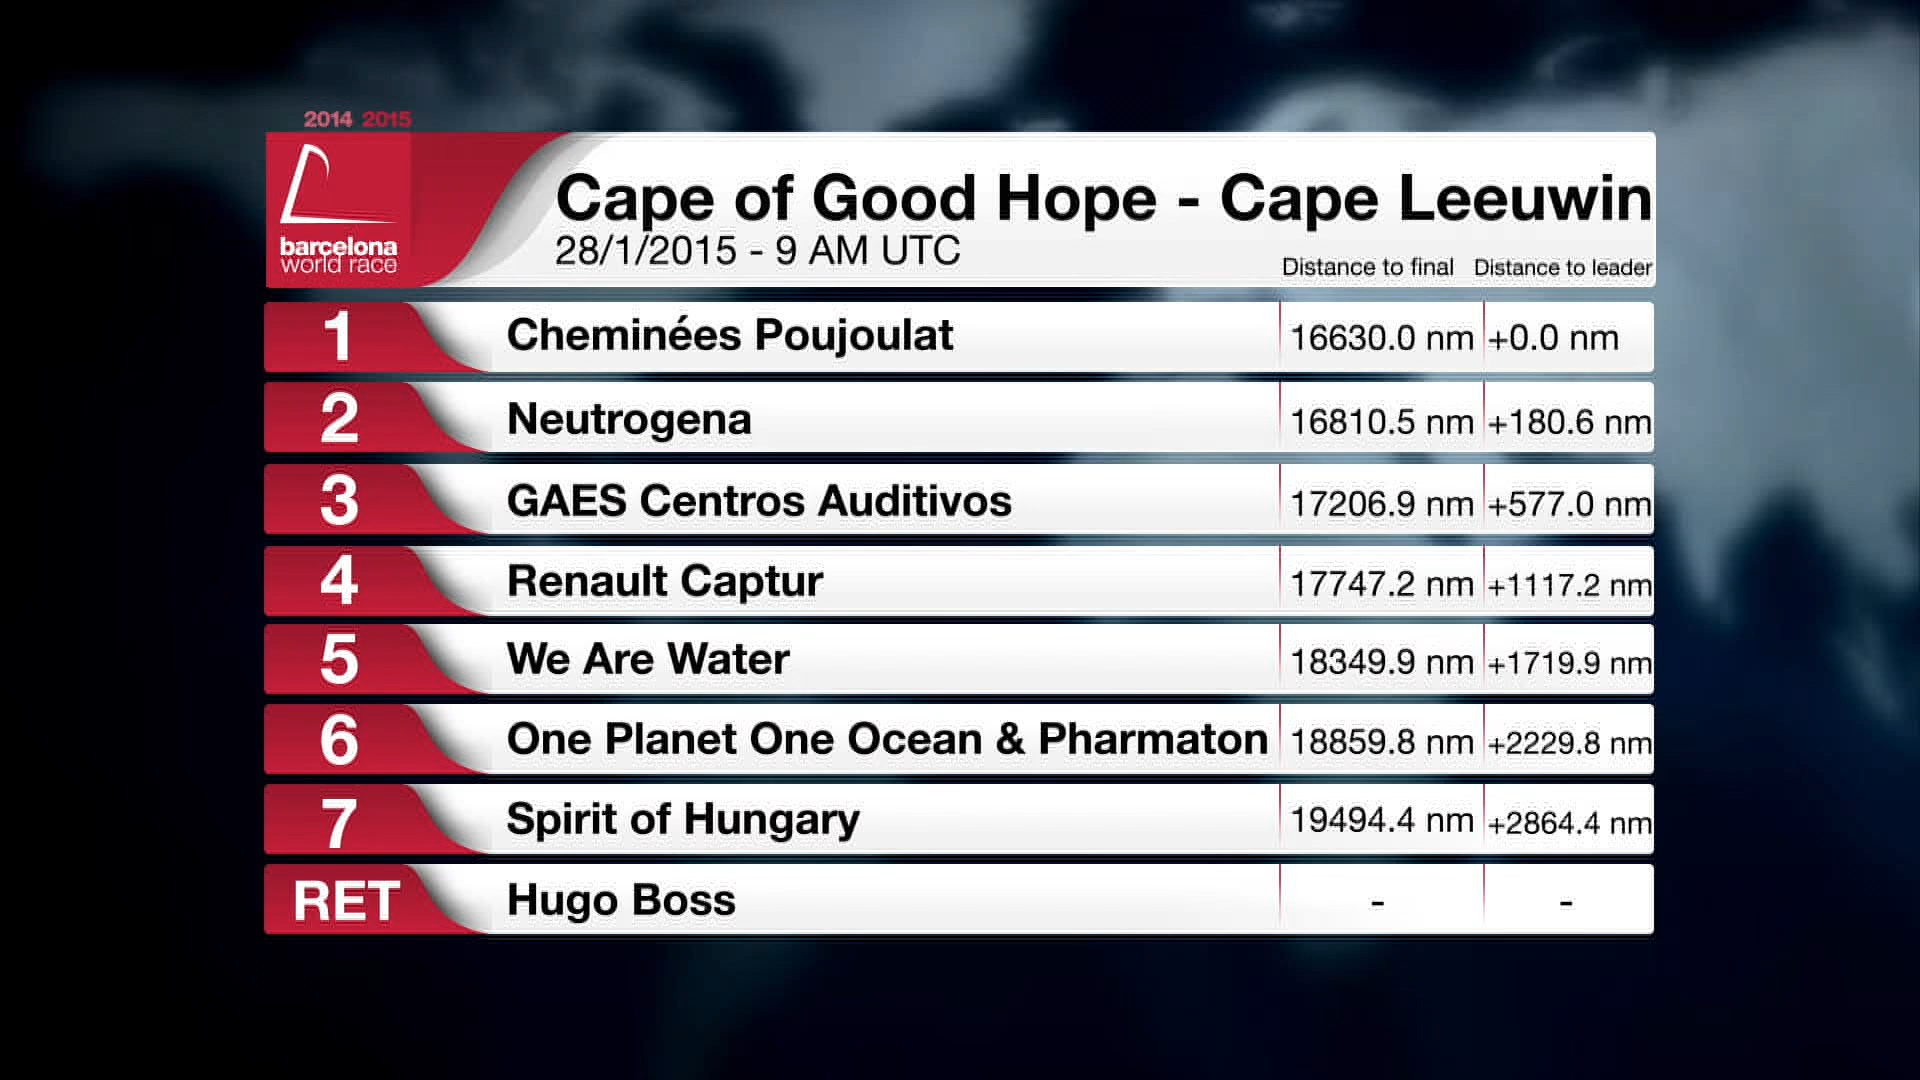 2014 2015
barcelona
world race
Cape of Good Hope - Cape Leeuwin
28/1/2015 - 9 AM UTC
Distance to final Distance to leader
1 Cheminées Poujoulat 16630.0 nm +0.0 nm
2 Neutrogena 16810.5 nm +180.6 nm
3 GAES Centros Auditivos 17206.9 nm +577.0 nm
4 Renault Captur 17747.2 nm +1117.2 nm
5 We Are Water 18349.9 nm +1719.9 nm
6 One Planet One Ocean & Pharmaton 18859.8 nm +2229.8 nm
7 Spirit of Hungary 19494.4 nm +2864.4 nm
RET Hugo Boss - -